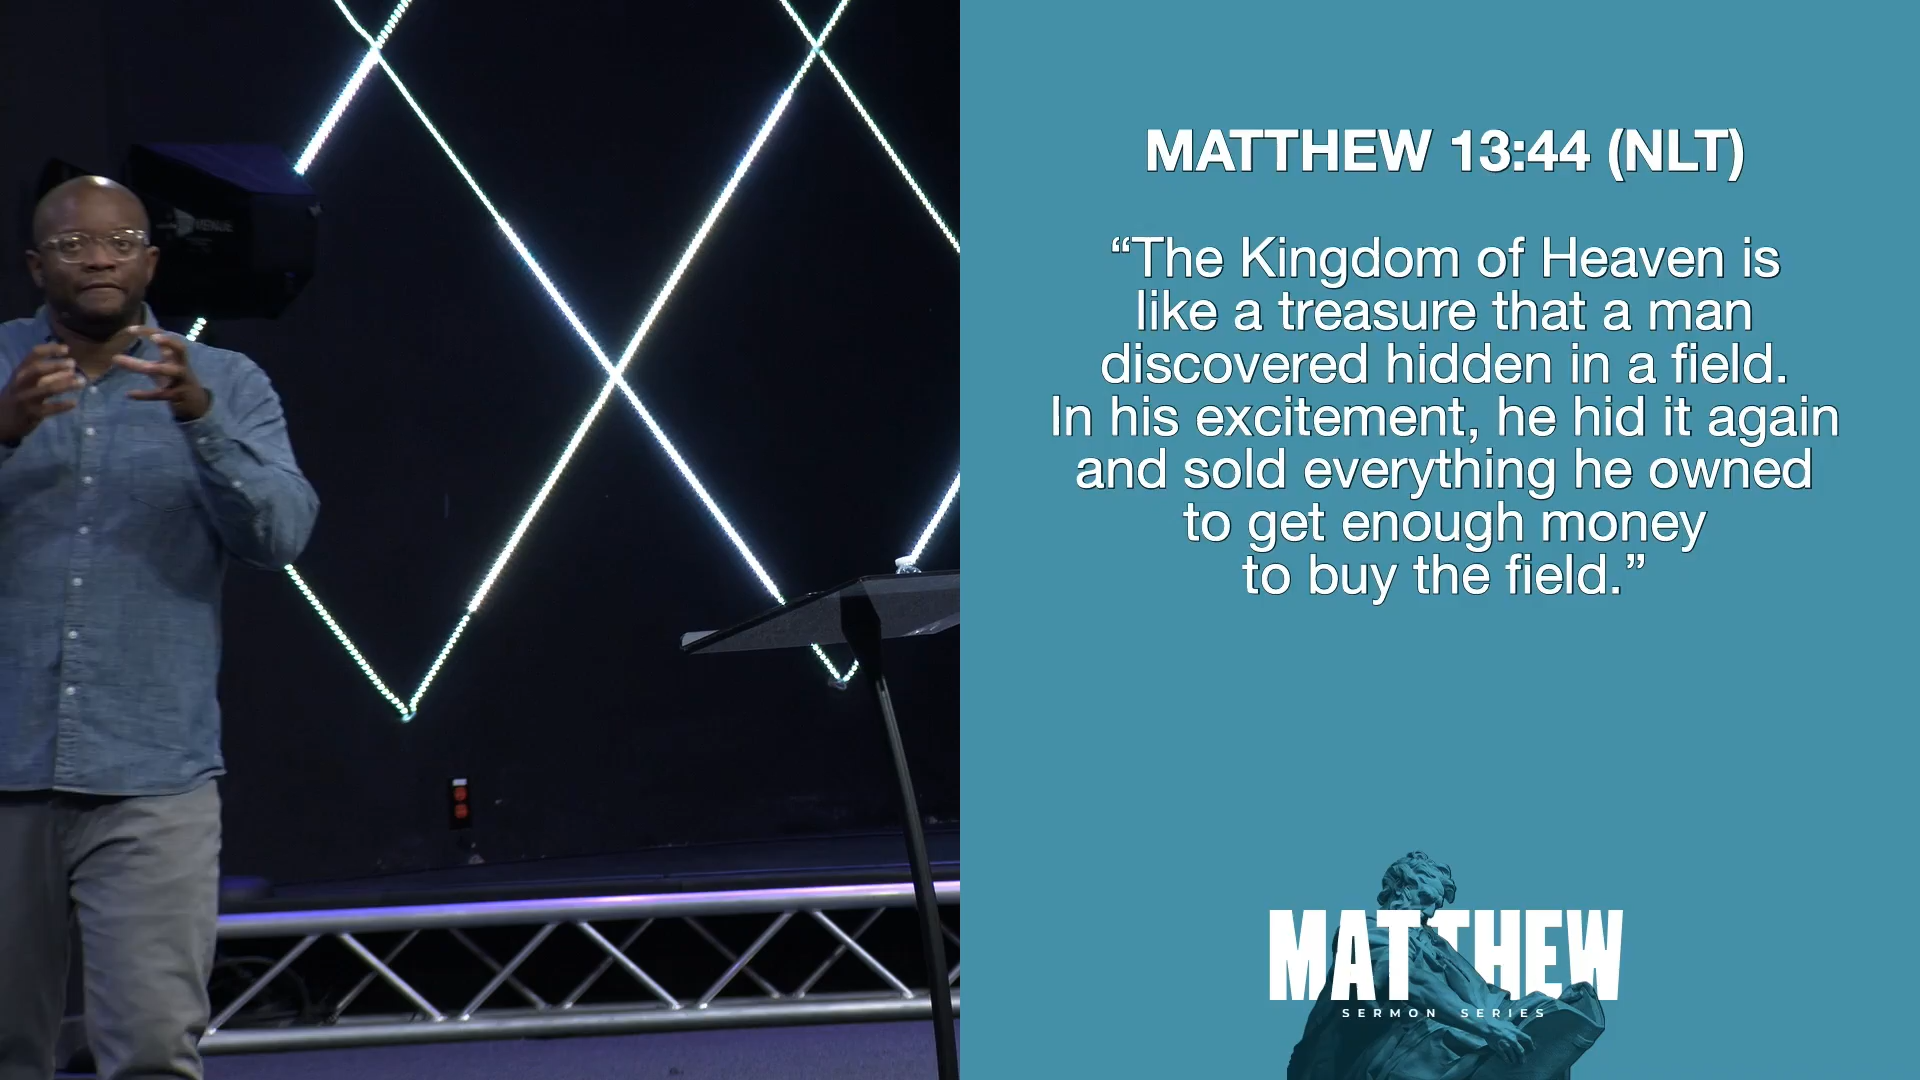 VENUE
MATTHEW 13:44 (NLT)
“The Kingdom of Heaven is
like a treasure that a man
discovered hidden in a field.
In his excitement, he hid it again
and sold everything he owned
to get enough money
to buy the field.”
MATTHEW
SERMON SERIES